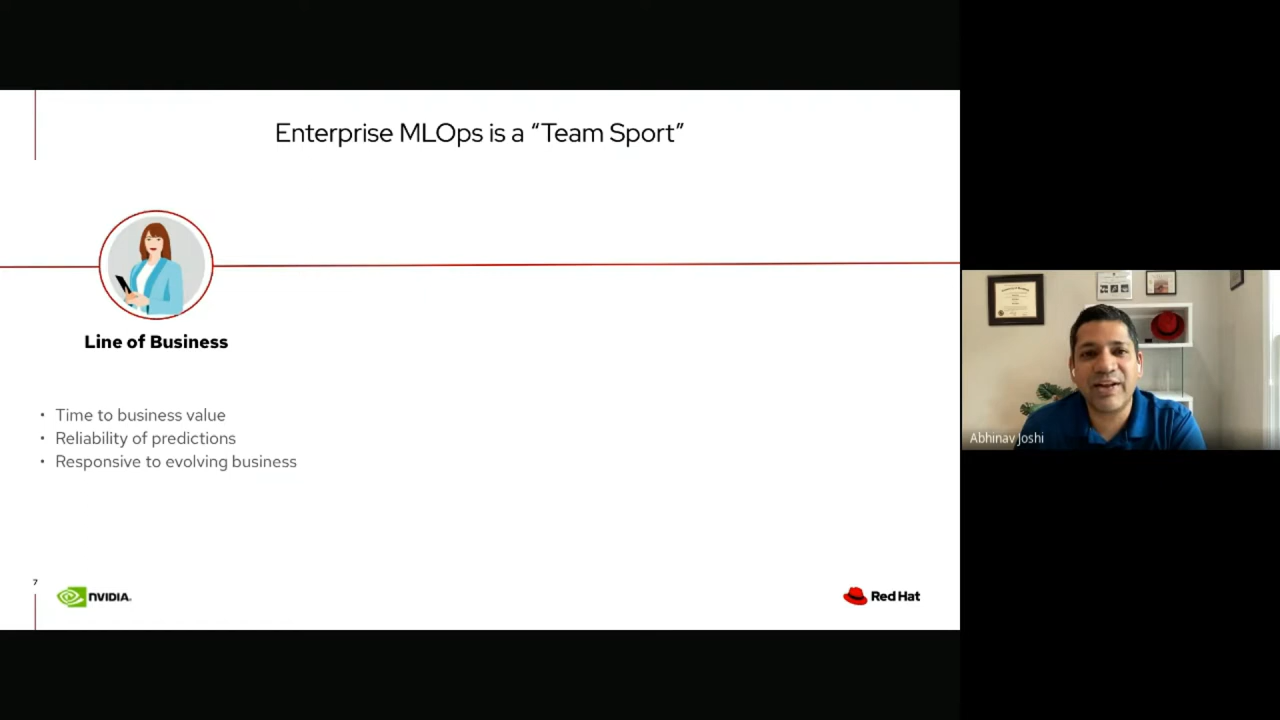 Enterprise MLOps is a “Team Sport”
Line of Business
• Time to business value
• Reliability of predictions
• Responsive to evolving business
7
NVIDIA.
Red Hat
Abhinav Joshi